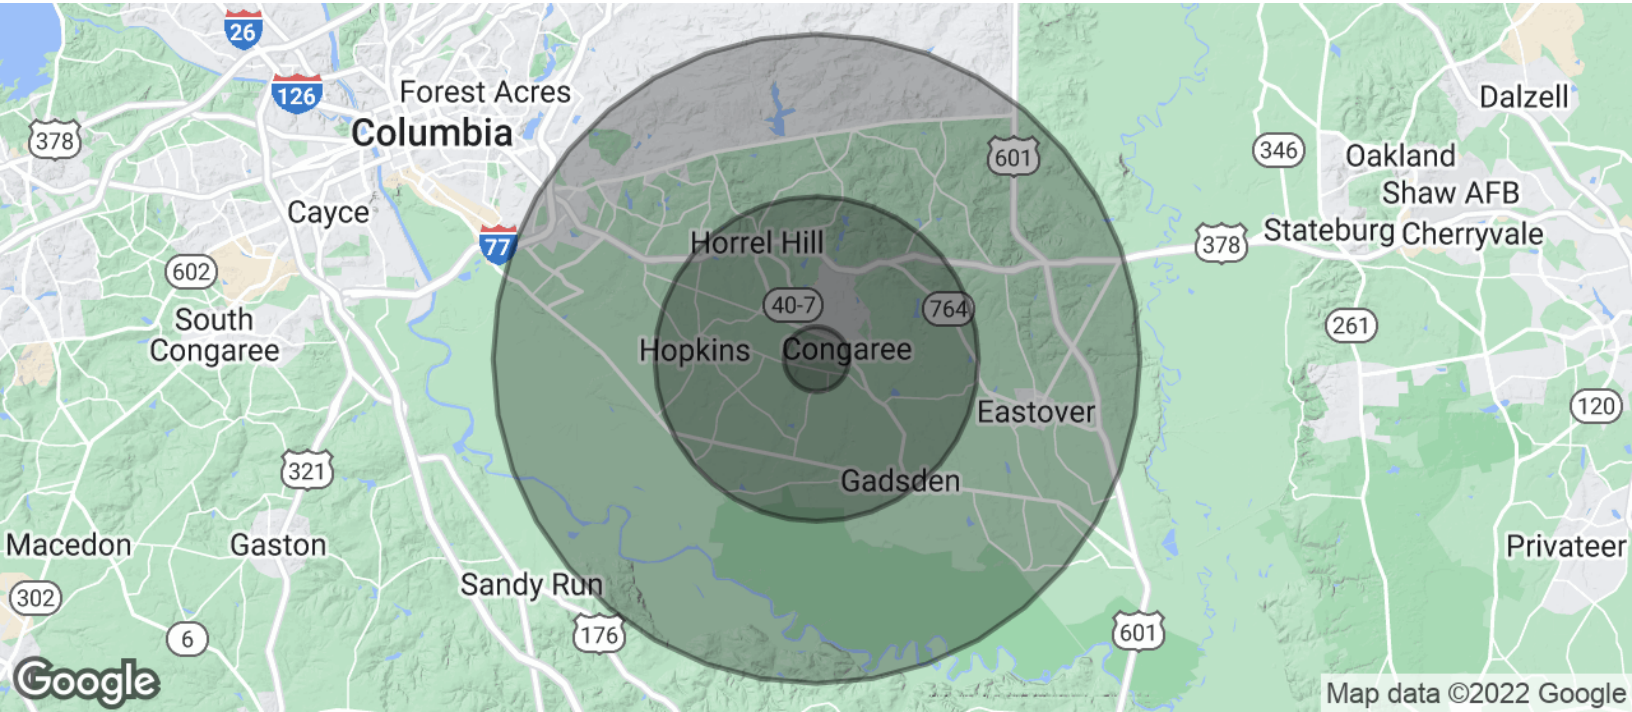 26
126
Forest Acres
Columbia
378
Dalzell
601
346
Oakland
Shaw AFB
Cayce
77
Horrel Hill
378
Stateburg
Cherryvale
602
40-7
764
South
Congaree
261
Hopkins
Congaree
120
Eastover
321
Gadsden
Macedon
Gaston
Privateer
Sandy Run
302
6
176
601
Google
Map data ©2022 Google